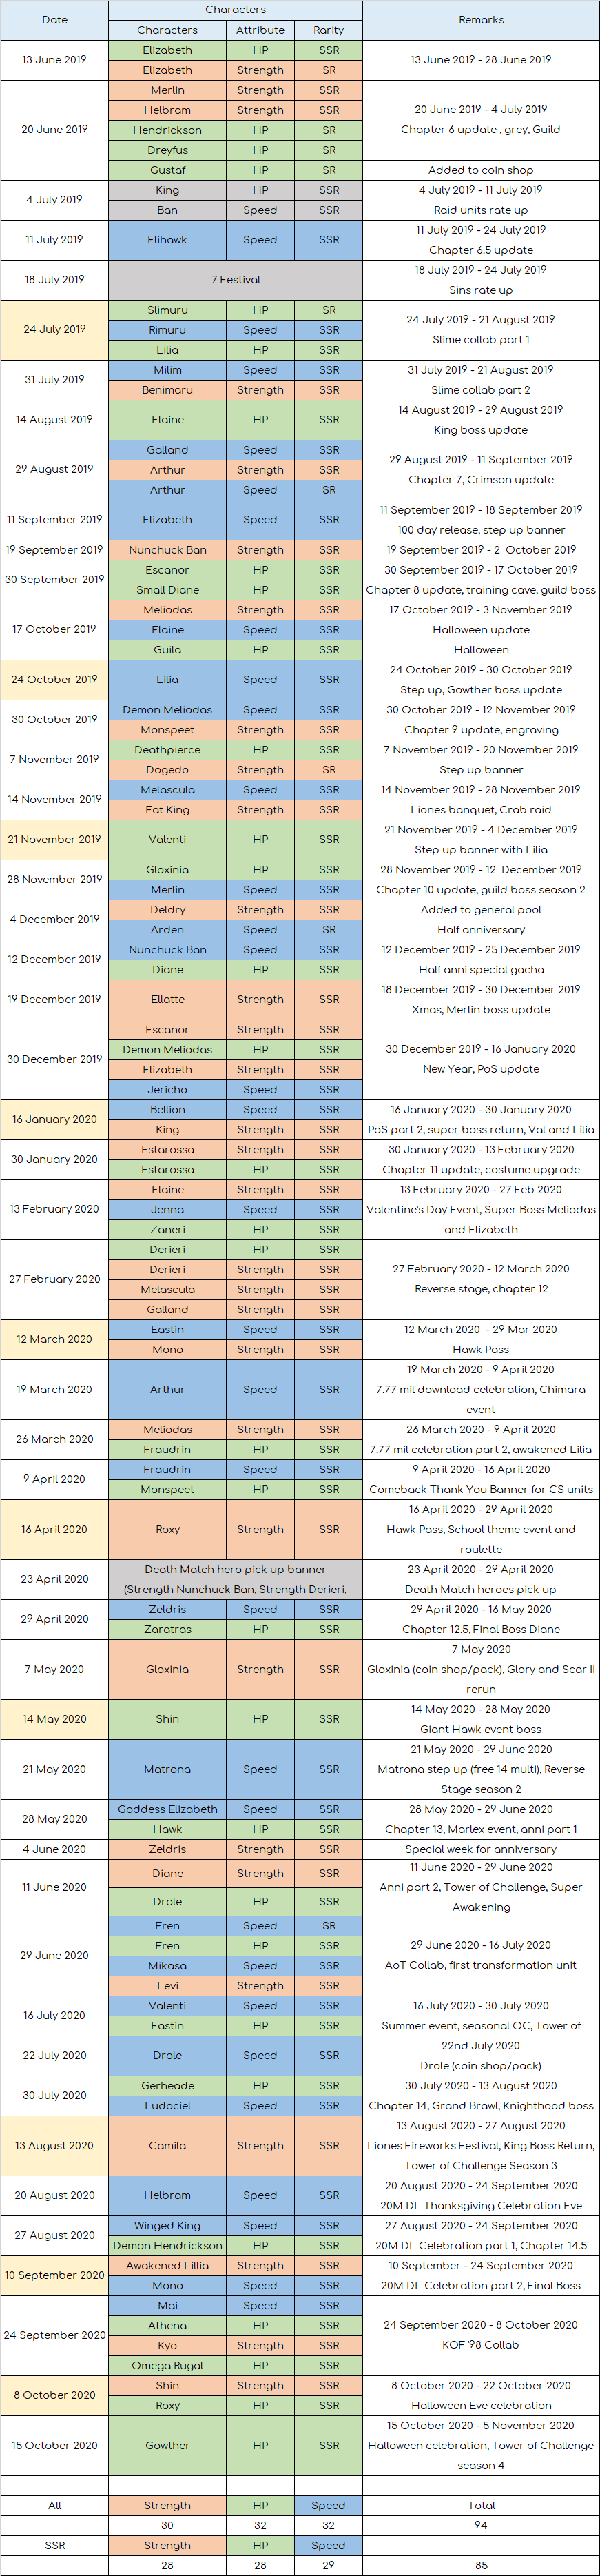 Date Characters Remarks
Characters Attribute Rarity
13 June 2019 Elizabeth HP SSR 13 June 2019 - 28 June 2019
Elizabeth Strength SR
20 June 2019 Merlin Strength SSR 20 June 2019 - 4 July 2019
Helbram Strength SSR Chapter 6 update , grey, Guild
Hendrickson HP SR
Dreyfus HP SR
Gustaf HP SR Added to coin shop
4 July 2019 King HP SSR 4 July 2019 - 11 July 2019
Ban Speed SSR Raid units rate up
11 July 2019 Elihawk Speed SSR 11 July 2019 - 24 July 2019
Chapter 6.5 update
18 July 2019 7 Festival 18 July 2019 - 24 July 2019
Sins rate up
24 July 2019 Slimuru HP SR 24 July 2019 - 21 August 2019
Rimuru Speed SSR Slime collab part 1
Lilia HP SSR
31 July 2019 Milim Speed SSR 31 July 2019 - 21 August 2019
Benimaru Strength SSR Slime collab part 2
14 August 2019 Elaine HP SSR 14 August 2019 - 29 August 2019
King boss update
29 August 2019 Galland Speed SSR 29 August 2019 - 11 September 2019
Arthur Strength SSR Chapter 7, Crimson update
Arthur Speed SR
11 September 2019 Elizabeth Speed SSR 11 September 2019 - 18 September 2019
100 day release, step up banner
19 September 2019 Nunchuck Ban Strength SSR 19 September 2019 - 2 October 2019
30 September 2019 Escanor HP SSR 30 September 2019 - 17 October 2019
Small Diane HP SSR Chapter 8 update, training cave, guild boss
17 October 2019 Meliodas Strength SSR 17 October 2019 - 3 November 2019
Elaine Speed SSR Halloween update
Guila HP SSR Halloween
24 October 2019 Lilia Speed SSR 24 October 2019 - 30 October 2019
Step up, Gowther boss update
30 October 2019 Demon Meliodas Speed SSR 30 October 2019 - 12 November 2019
Monspeet Strength SSR Chapter 9 update, engraving
7 November 2019 Deathpierce HP SSR 7 November 2019 - 20 November 2019
Dogedo Strength SR Step up banner
14 November 2019 Melascula Speed SSR 14 November 2019 - 28 November 2019
Fat King Strength SSR Liones banquet, Crab raid
21 November 2019 Valenti HP SSR 21 November 2019 - 4 December 2019
Step up banner with Lilia
28 November 2019 Gloxinia HP SSR 28 November 2019 - 12 December 2019
Merlin Speed SSR Chapter 10 update, guild boss season 2
4 December 2019 Deldry Strength SSR Added to general pool
Arden Speed SR Half anniversary
12 December 2019 Nunchuck Ban Speed SSR 12 December 2019 - 25 December 2019
Diane HP SSR Half anni special gacha
19 December 2019 Ellatte Strength SSR 18 December 2019 - 30 December 2019
Xmas, Merlin boss update
30 December 2019 Escanor Strength SSR 30 December 2019 - 16 January 2020
Demon Meliodas HP SSR New Year, PoS update
Elizabeth Strength SSR
Jericho Speed SSR
16 January 2020 Bellion Speed SSR 16 January 2020 - 30 January 2020
King Strength SSR PoS part 2, super boss return, Val and Lilia
30 January 2020 Estarossa Strength SSR 30 January 2020 - 13 February 2020
Estarossa HP SSR Chapter 11 update, costume upgrade
13 February 2020 Elaine Strength SSR 13 February 2020 - 27 Feb 2020
Jenna Speed SSR Valentine's Day Event, Super Boss Meliodas
Zaneri HP SSR and Elizabeth
27 February 2020 Derieri HP SSR 27 February 2020 - 12 March 2020
Derieri Strength SSR Reverse stage, chapter 12
Melascula Strength SSR
Galland Strength SSR
12 March 2020 Eastin Speed SSR 12 March 2020 - 29 Mar 2020
Mono Strength SSR Hawk Pass
19 March 2020 Arthur Speed SSR 19 March 2020 - 9 April 2020
7.77 mil download celebration, Chimara
event
26 March 2020 Meliodas Strength SSR 26 March 2020 - 9 April 2020
Fraudrin HP SSR 7.77 mil celebration part 2, awakened Lilia
9 April 2020 Fraudrin Speed SSR 9 April 2020 - 16 April 2020
Monspeet HP SSR Comeback Thank You Banner for CS units
16 April 2020 Roxy Strength SSR 16 April 2020 - 29 April 2020
Hawk Pass, School theme event and
roulette
23 April 2020 Death Match hero pick up banner 23 April 2020 - 29 April 2020
(Strength Nunchuck Ban, Strength Derieri, Death Match heroes pick up
29 April 2020 Zeldris Speed SSR 29 April 2020 - 16 May 2020
Zaratras HP SSR Chapter 12.5, Final Boss Diane
7 May 2020 Gloxinia Strength SSR 7 May 2020
Gloxinia (coin shop/pack), Glory and Scar II
rerun
14 May 2020 Shin HP SSR 14 May 2020 - 28 May 2020
Giant Hawk event boss
21 May 2020 Matrona Speed SSR 21 May 2020 - 29 June 2020
Matrona step up (free 14 multi), Reverse
Stage season 2
28 May 2020 Goddess Elizabeth Speed SSR 28 May 2020 - 29 June 2020
Hawk HP SSR Chapter 13, Marlex event, anni part 1
4 June 2020 Zeldris Strength SSR Special week for anniversary
11 June 2020 Diane Strength SSR 11 June 2020 - 29 June 2020
Drole HP SSR Anni part 2, Tower of Challenge, Super
Awakening
29 June 2020 Eren Speed SR 29 June 2020 - 16 July 2020
Eren HP SSR AoT Collab, first transformation unit
Mikasa Speed SSR
Levi Strength SSR
16 July 2020 Valenti Speed SSR 16 July 2020 - 30 July 2020
Eastin HP SSR Summer event, seasonal OC, Tower of
22 July 2020 Drole Speed SSR 22nd July 2020
Drole (coin shop/pack)
30 July 2020 Gerheade HP SSR 30 July 2020 - 13 August 2020
Ludociel Speed SSR Chapter 14, Grand Brawl, Knighthood boss
13 August 2020 Camila Strength SSR 13 August 2020 - 27 August 2020
Liones Fireworks Festival, King Boss Return,
Tower of Challenge Season 3
20 August 2020 Helbram Speed SSR 20 August 2020 - 24 September 2020
20M DL Thanksgiving Celebration Eve
27 August 2020 Winged King Speed SSR 27 August 2020 - 24 September 2020
Demon Hendrickson HP SSR 20M DL Celebration part 1, Chapter 14.5
10 September 2020 Awakened Lillia Strength SSR 10 September - 24 September 2020
Mono Speed SSR 20M DL Celebration part 2, Final Boss
24 September 2020 Mai Speed SSR 24 September 2020 - 8 October 2020
Athena HP SSR KOF '98 Collab
Kyo Strength SSR
Omega Rugal HP SSR
8 October 2020 Shin Strength SSR 8 October 2020 - 22 October 2020
Roxy HP SSR Halloween Eve celebration
15 October 2020 Gowther HP SSR 15 October 2020 - 5 November 2020
Halloween celebration, Tower of Challenge
season 4
All Strength HP Speed Total
30 32 32 94
SSR Strength HP Speed
28 28 29 85